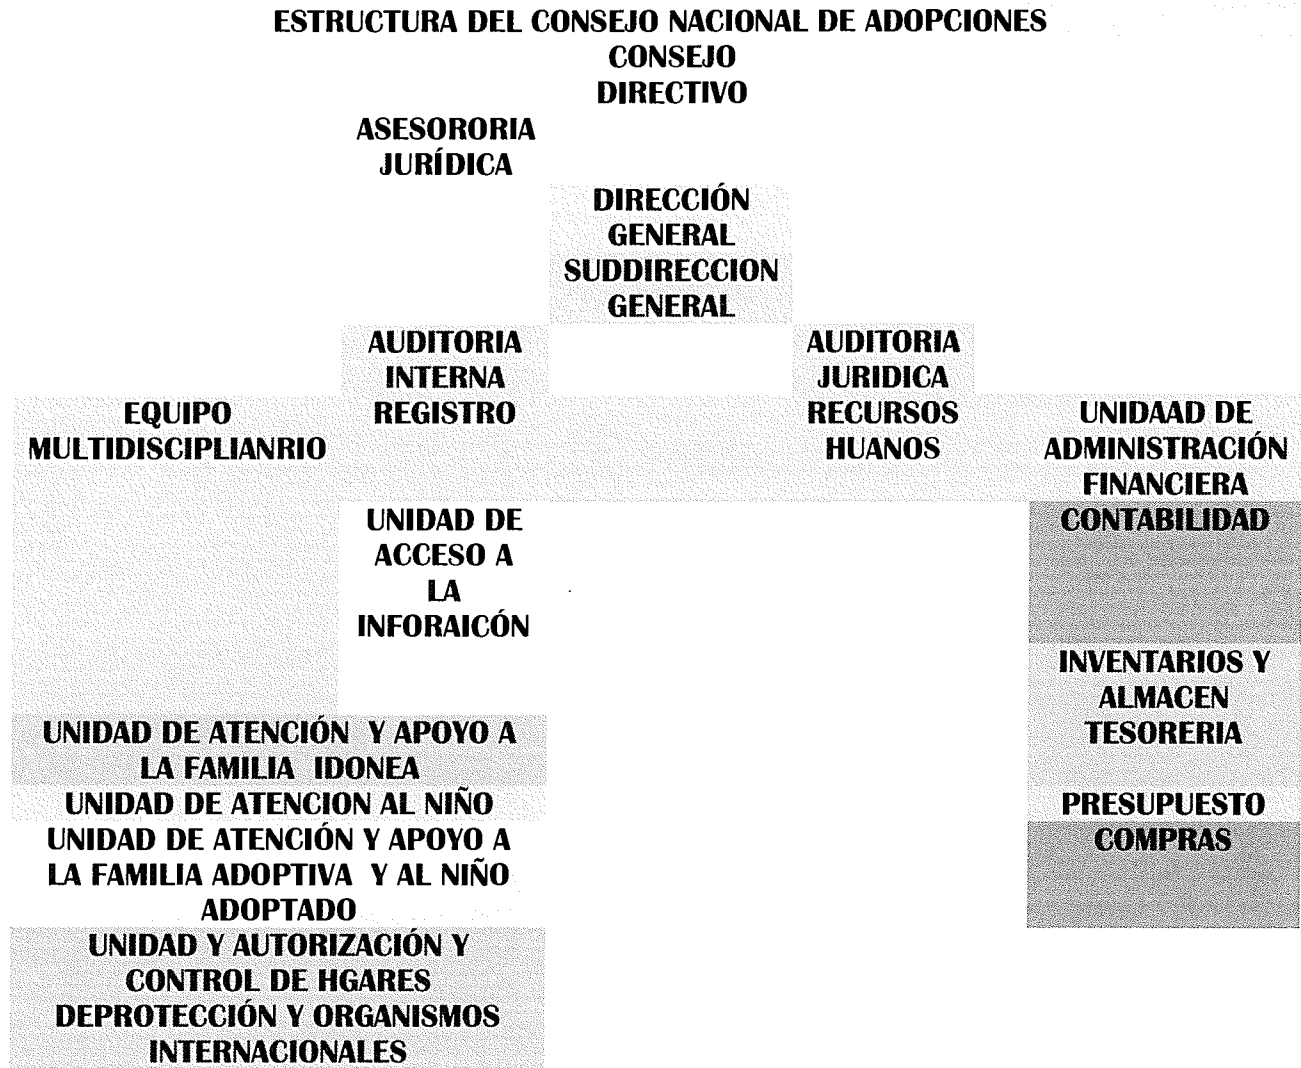 ESTRUCTURA DEL CONSEJO NACIONAL DE ADOPCIONES
CONSEJO
DIRECTIVO
ASESORORIA
JURÍDICA
DIRECCIÓN
GENERAL
SUDDIRECCION
GENERAL
AUDITORIA
INTERNA
AUDITORIA
JURIDICA
EQUIPO
MULTIDISCIPLIANRIO
REGISTRO
RECURSOS
HUANOS
UNIDAAD DE
ADMINISTRACIÓN
FINANCIERA
UNIDAD DE
ACCESO A
LA
INFORAICÓN
CONTABILIDAD
INVENTARIOS Y
ALMACEN
TESORERIA
PRESUPUESTO
COMPRAS
UNIDAD DE ATENCIÓN Y APOYO A
LA FAMILIA IDONEA
UNIDAD DE ATENCION AL NIÑO
UNIDAD DE ATENCIÓN Y APOYO A
LA FAMILIA ADOPTIVA Y AL NIÑO
ADOPTADO
UNIDAD Y AUTORIZACIÓN Y
CONTROL DE HGARES
DEPROTECCIÓN Y ORGANISMOS
INTERNACIONALES